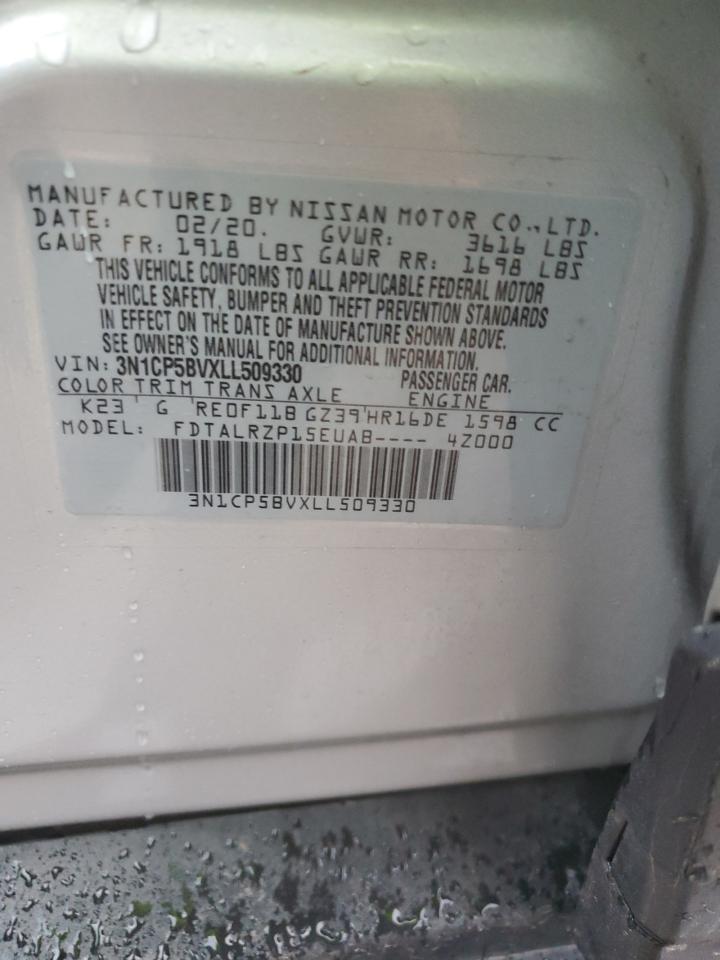 MANUFACTURED BY NISSAN MOTOR CO.,LTD.
DATE: 02/20. GVWR: 3616 LBS
GAWR FR: 1918 LBS GAWR RR: 1698 LBS
THIS VEHICLE CONFORMS TO ALL APPLICABLE FEDERAL MOTOR
VEHICLE SAFETY, BUMPER AND THEFT PREVENTION STANDARDS
IN EFFECT ON THE DATE OF MANUFACTURE SHOWN ABOVE.
SEE OWNER'S MANUAL FOR ADDITIONAL INFORMATION.
VIN: 3N1CP5BVXLL509330 PASSENGER CAR.
COLOR TRIM TRANS AXLE ENGINE
K23 G RE0F11B GZ39 HR16DE 1598 CC
MODEL: FDTALRZP15EUAB---- 4Z000
3N1CP5BVXLL509330